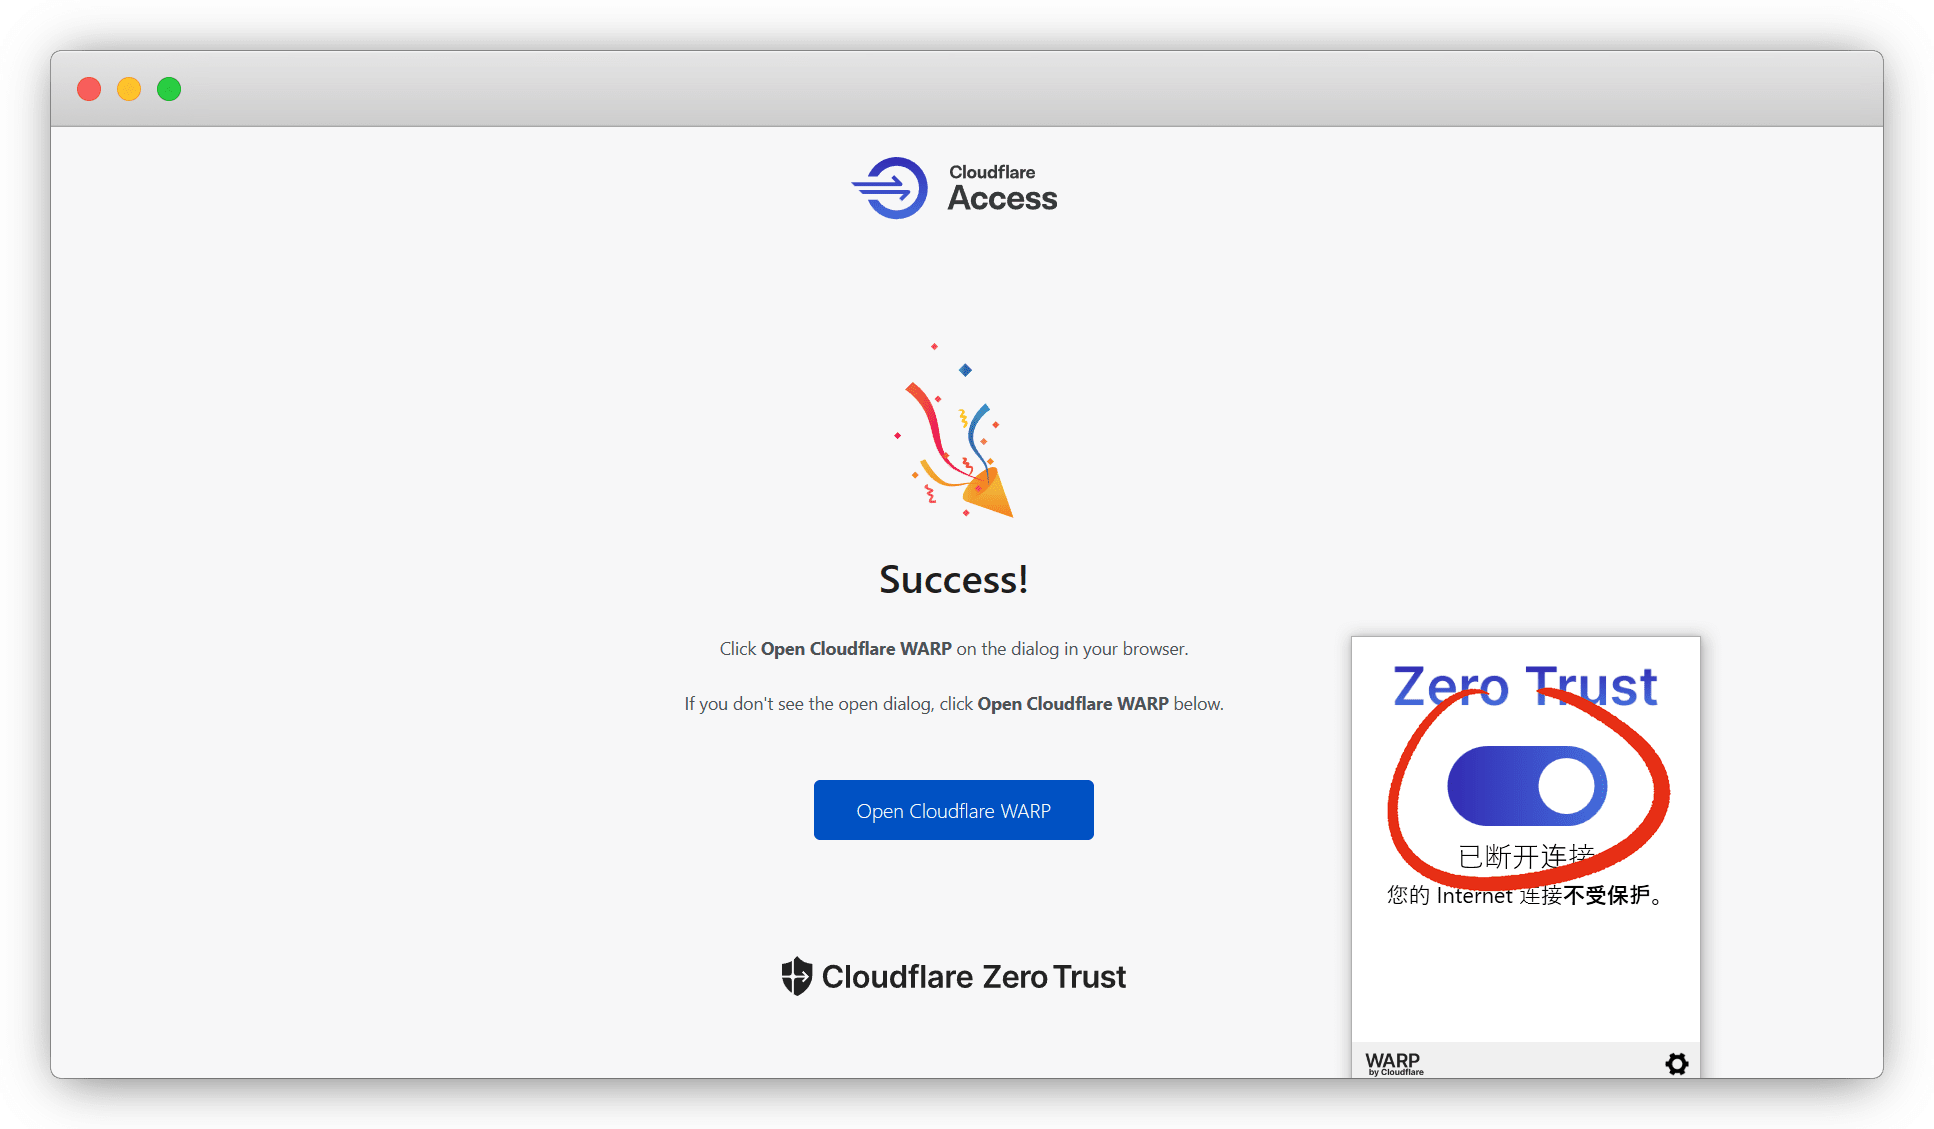 Cloudflare
Access
Success!
Click Open Cloudflare WARP on the dialog in your browser.
If you don't see the open dialog, click Open Cloudflare WARP below.
Open Cloudflare WARP
Cloudflare Zero Trust
Zero Trust
已断开连接
您的 Internet 连接不受保护。
WARP
by Cloudflare